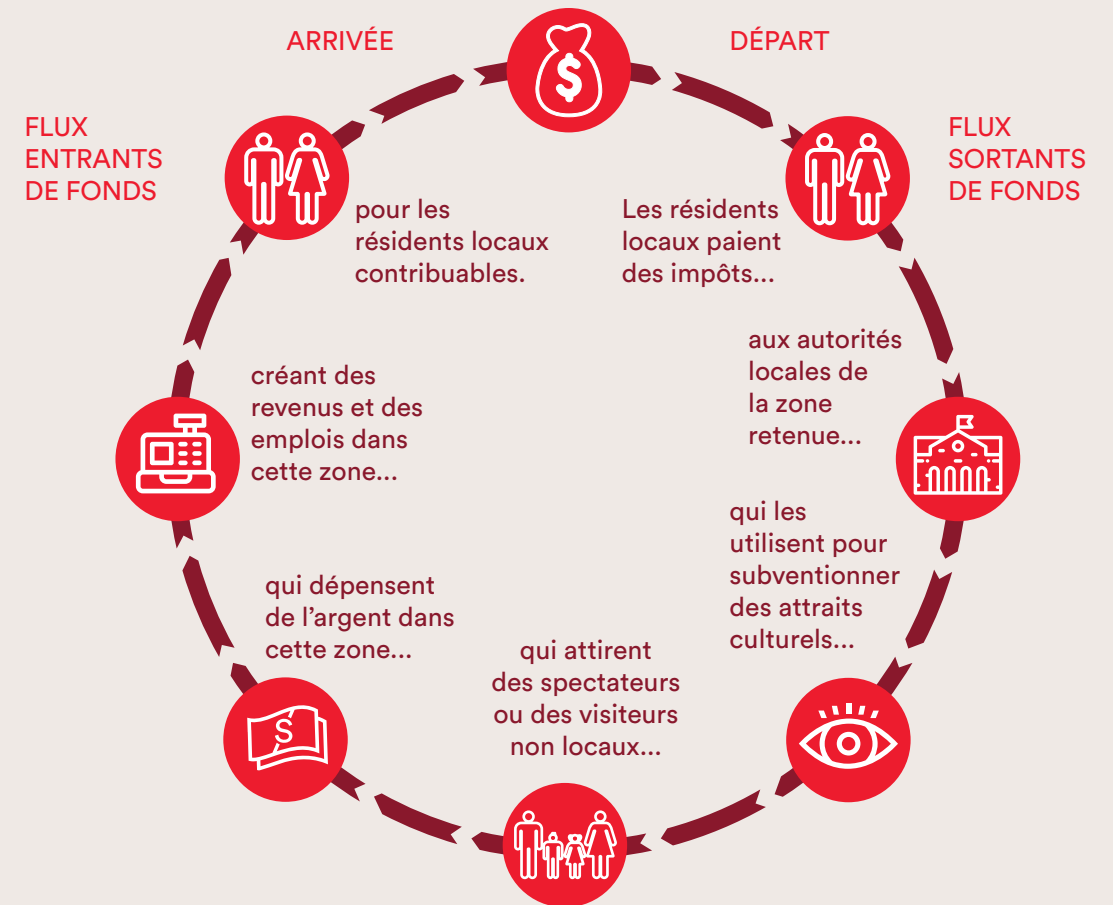 ARRIVÉE
DÉPART
FLUX
ENTRANTS
DE FONDS
FLUX
SORTANTS
DE FONDS
$
Les résidents
locaux paient
des impôts...
aux autorités
locales de
la zone
retenue...
qui les
utilisent pour
subventionner
des attraits
culturels...
qui attirent
des spectateurs
ou des visiteurs
non locaux...
qui dépensent
de l’argent dans
cette zone...
S
créant des
revenus et des
emplois dans
cette zone...
pour les
résidents locaux
contribuables.